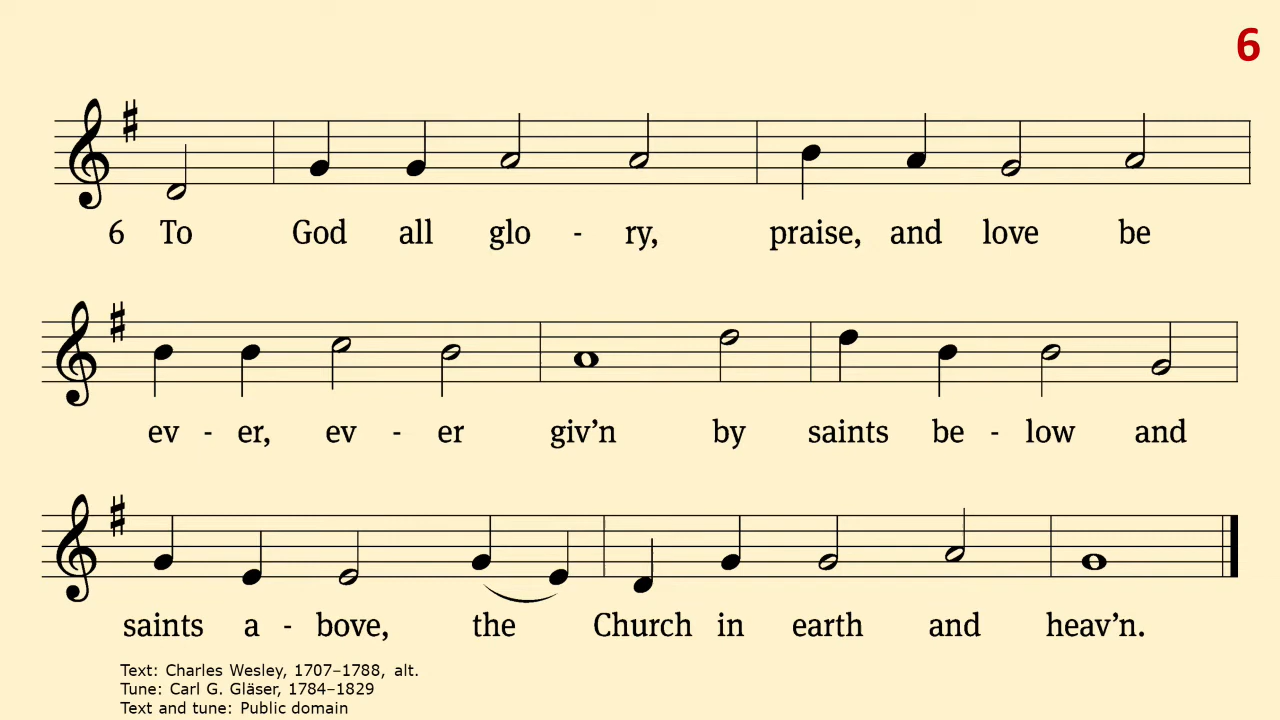 6
6 To God all glo - ry, praise, and love be
ev - er, ev - er giv’n by saints be - low and
saints a - bove, the Church in earth and heav’n.
Text: Charles Wesley, 1707–1788, alt.
Tune: Carl G. Gläser, 1784–1829
Text and tune: Public domain